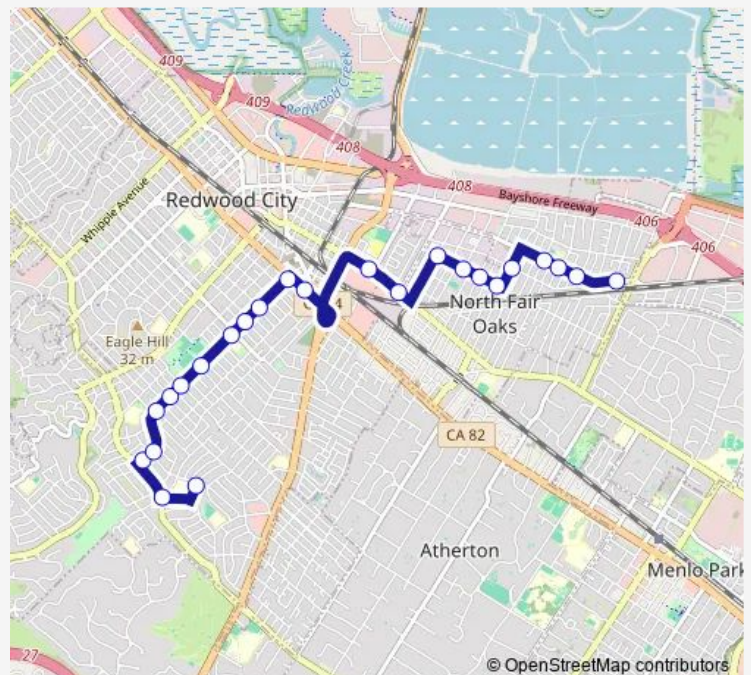 409
409
Redwood Creek
408
408
Bayshore Freeway
406
406
Whipple Avenue
Redwood City
North Fair
Oaks
Eagle Hill
32 m
CA 82
Atherton
Menlo Park
27
© OpenStreetMap contributors